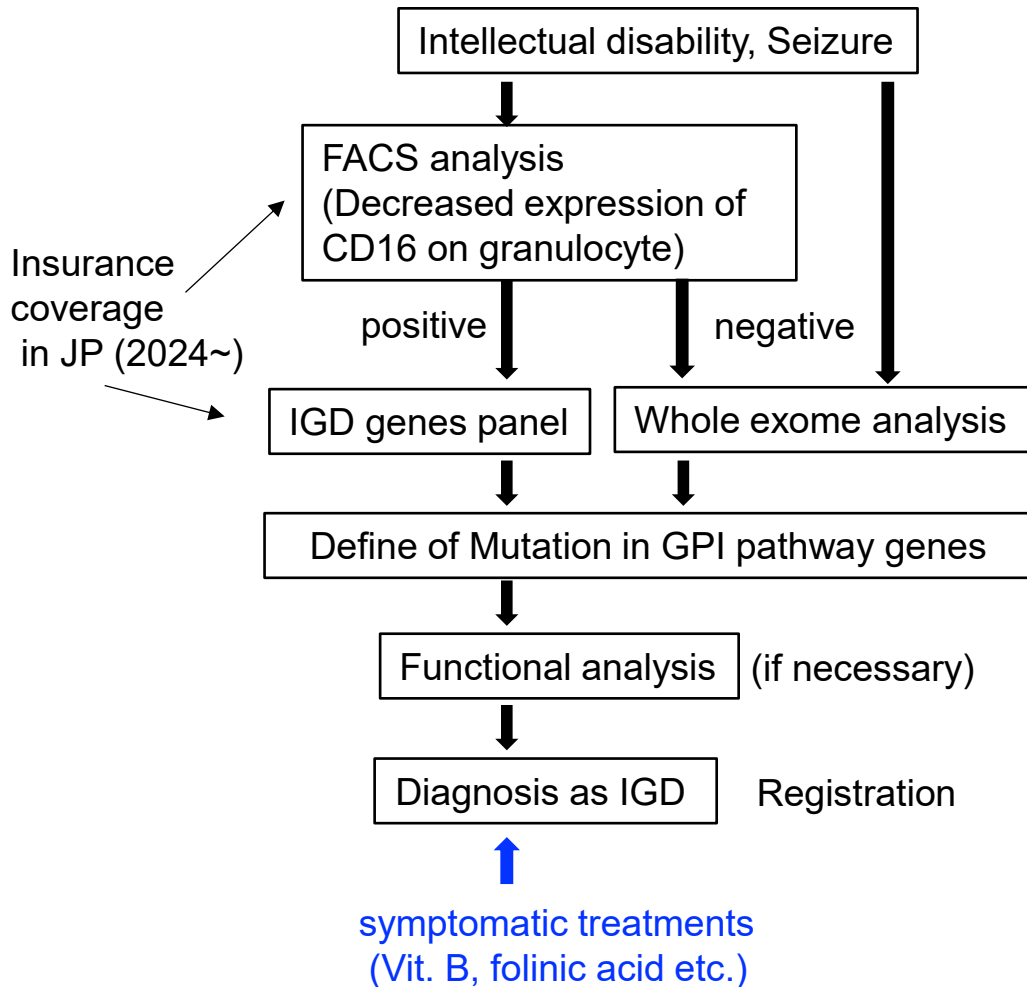 Intellectual disability, Seizure
FACS analysis
(Decreased expression of
CD16 on granulocyte)
Insurance
coverage
in JP (2024~)
positive
negative
IGD genes panel
Whole exome analysis
Define of Mutation in GPI pathway genes
Functional analysis
(if necessary)
Diagnosis as IGD
Registration
symptomatic treatments
(Vit. B, folinic acid etc.)